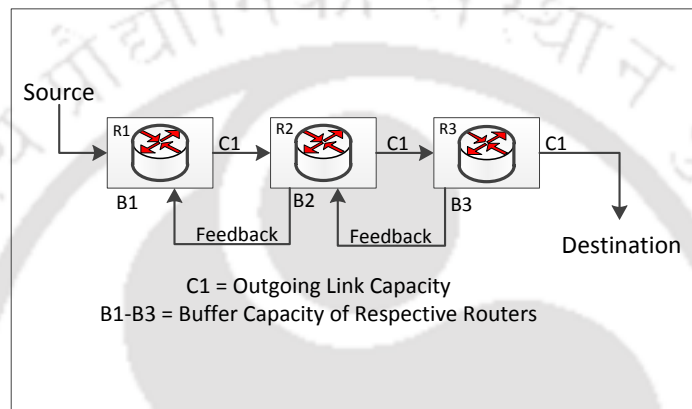 Source
R1
C1
R2
C1
R3
C1
B1
B2
B3
Feedback
Feedback
Destination
C1 = Outgoing Link Capacity
B1-B3 = Buffer Capacity of Respective Routers